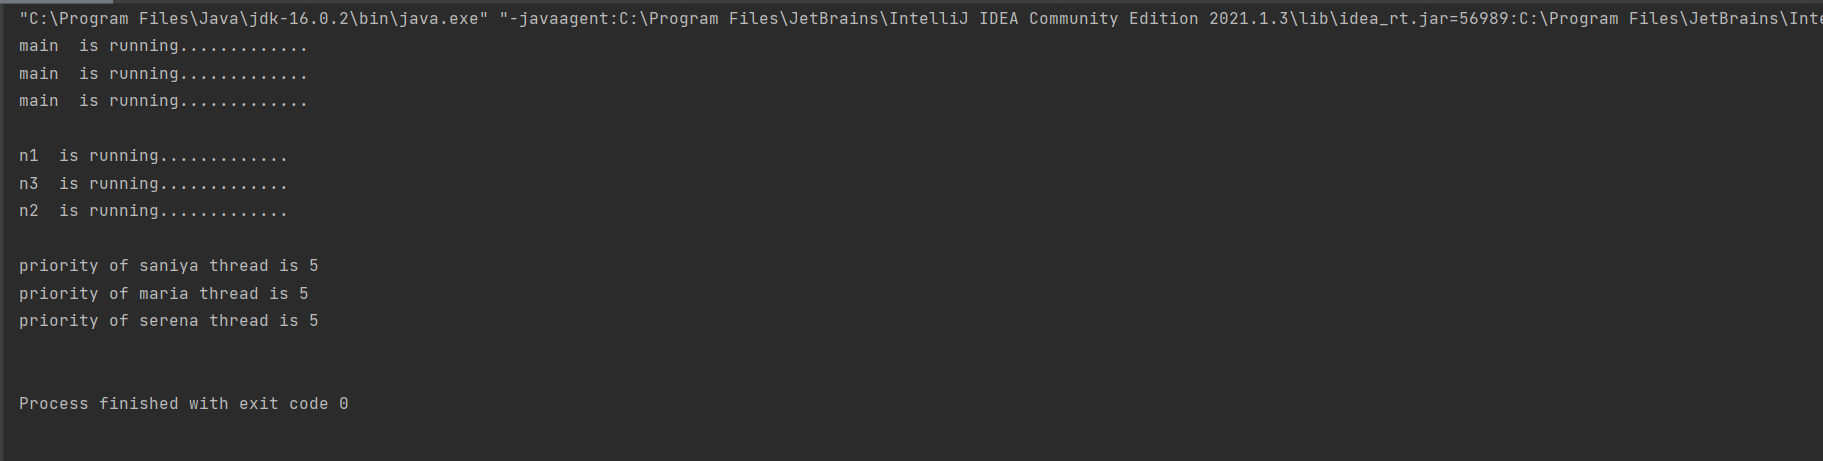 "C:\Program Files\Java\jdk-16.0.2\bin\java.exe" "-javaagent:C:\Program Files\JetBrains\IntelliJ IDEA Community Edition 2021.1.3\lib\idea_rt.jar=56989:C:\Program Files\JetBrains\Inte
main  is running.............
main  is running.............
main  is running.............
n1  is running.............
n3  is running.............
n2  is running.............
priority of saniya thread is 5
priority of maria thread is 5
priority of serena thread is 5
Process finished with exit code 0